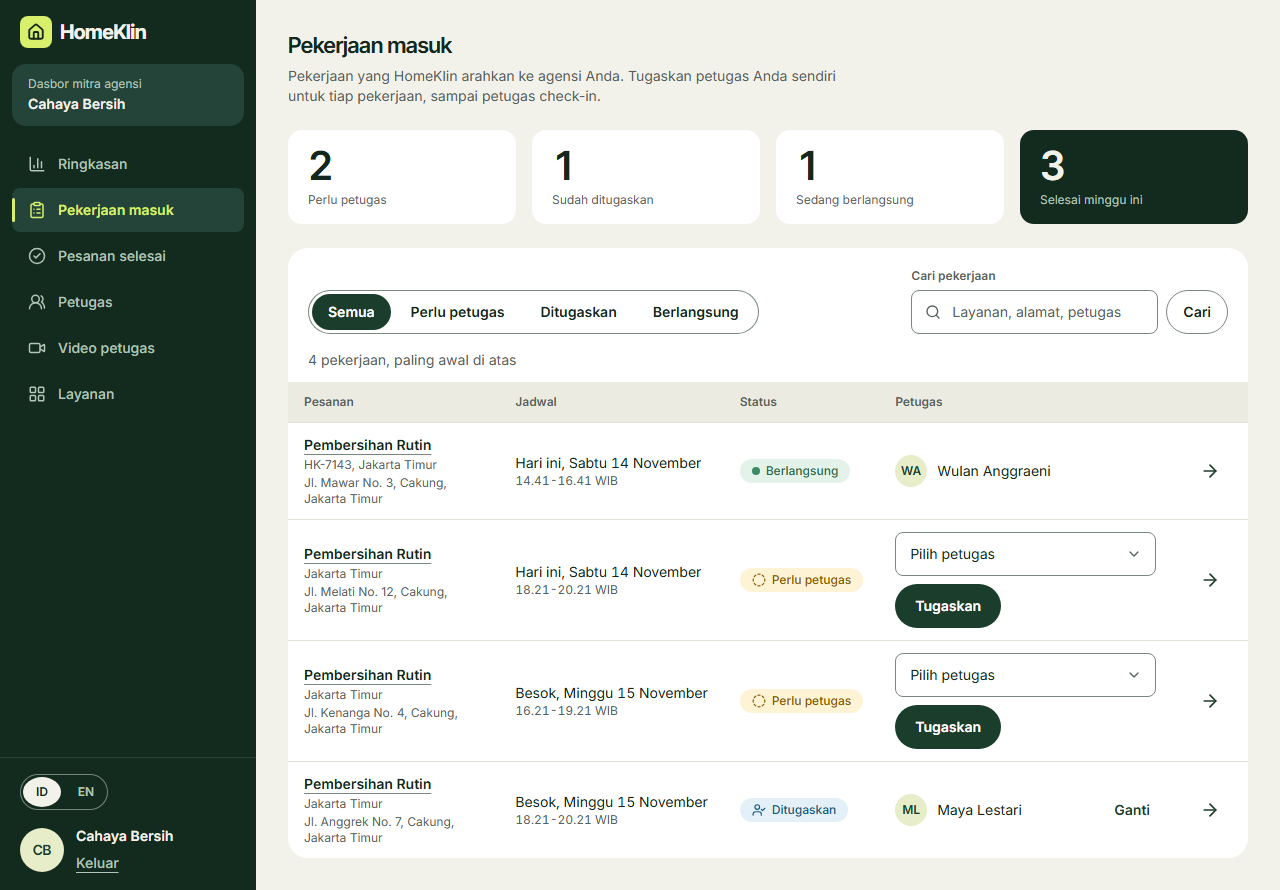 HomeKlin
Dasbor mitra agensi
Cahaya Bersih
Ringkasan
Pekerjaan masuk
Pesanan selesai
Petugas
Video petugas
Layanan
ID EN
CB
Cahaya Bersih
Keluar
Pekerjaan masuk
Pekerjaan yang HomeKlin arahkan ke agensi Anda. Tugaskan petugas Anda sendiri
untuk tiap pekerjaan, sampai petugas check-in.
2
Perlu petugas
1
Sudah ditugaskan
1
Sedang berlangsung
3
Selesai minggu ini
Cari pekerjaan
Semua Perlu petugas Ditugaskan Berlangsung
Layanan, alamat, petugas
Cari
4 pekerjaan, paling awal di atas
Pesanan Jadwal Status Petugas
Pembersihan Rutin
HK-7143, Jakarta Timur
Jl. Mawar No. 3, Cakung,
Jakarta Timur
Hari ini, Sabtu 14 November
14.41-16.41 WIB
Berlangsung
WA Wulan Anggraeni
Pembersihan Rutin
Jakarta Timur
Jl. Melati No. 12, Cakung,
Jakarta Timur
Hari ini, Sabtu 14 November
18.21-20.21 WIB
Perlu petugas
Pilih petugas
Tugaskan
Pembersihan Rutin
Jakarta Timur
Jl. Kenanga No. 4, Cakung,
Jakarta Timur
Besok, Minggu 15 November
16.21-19.21 WIB
Perlu petugas
Pilih petugas
Tugaskan
Pembersihan Rutin
Jakarta Timur
Jl. Anggrek No. 7, Cakung,
Jakarta Timur
Besok, Minggu 15 November
18.21-20.21 WIB
Ditugaskan
ML Maya Lestari
Ganti